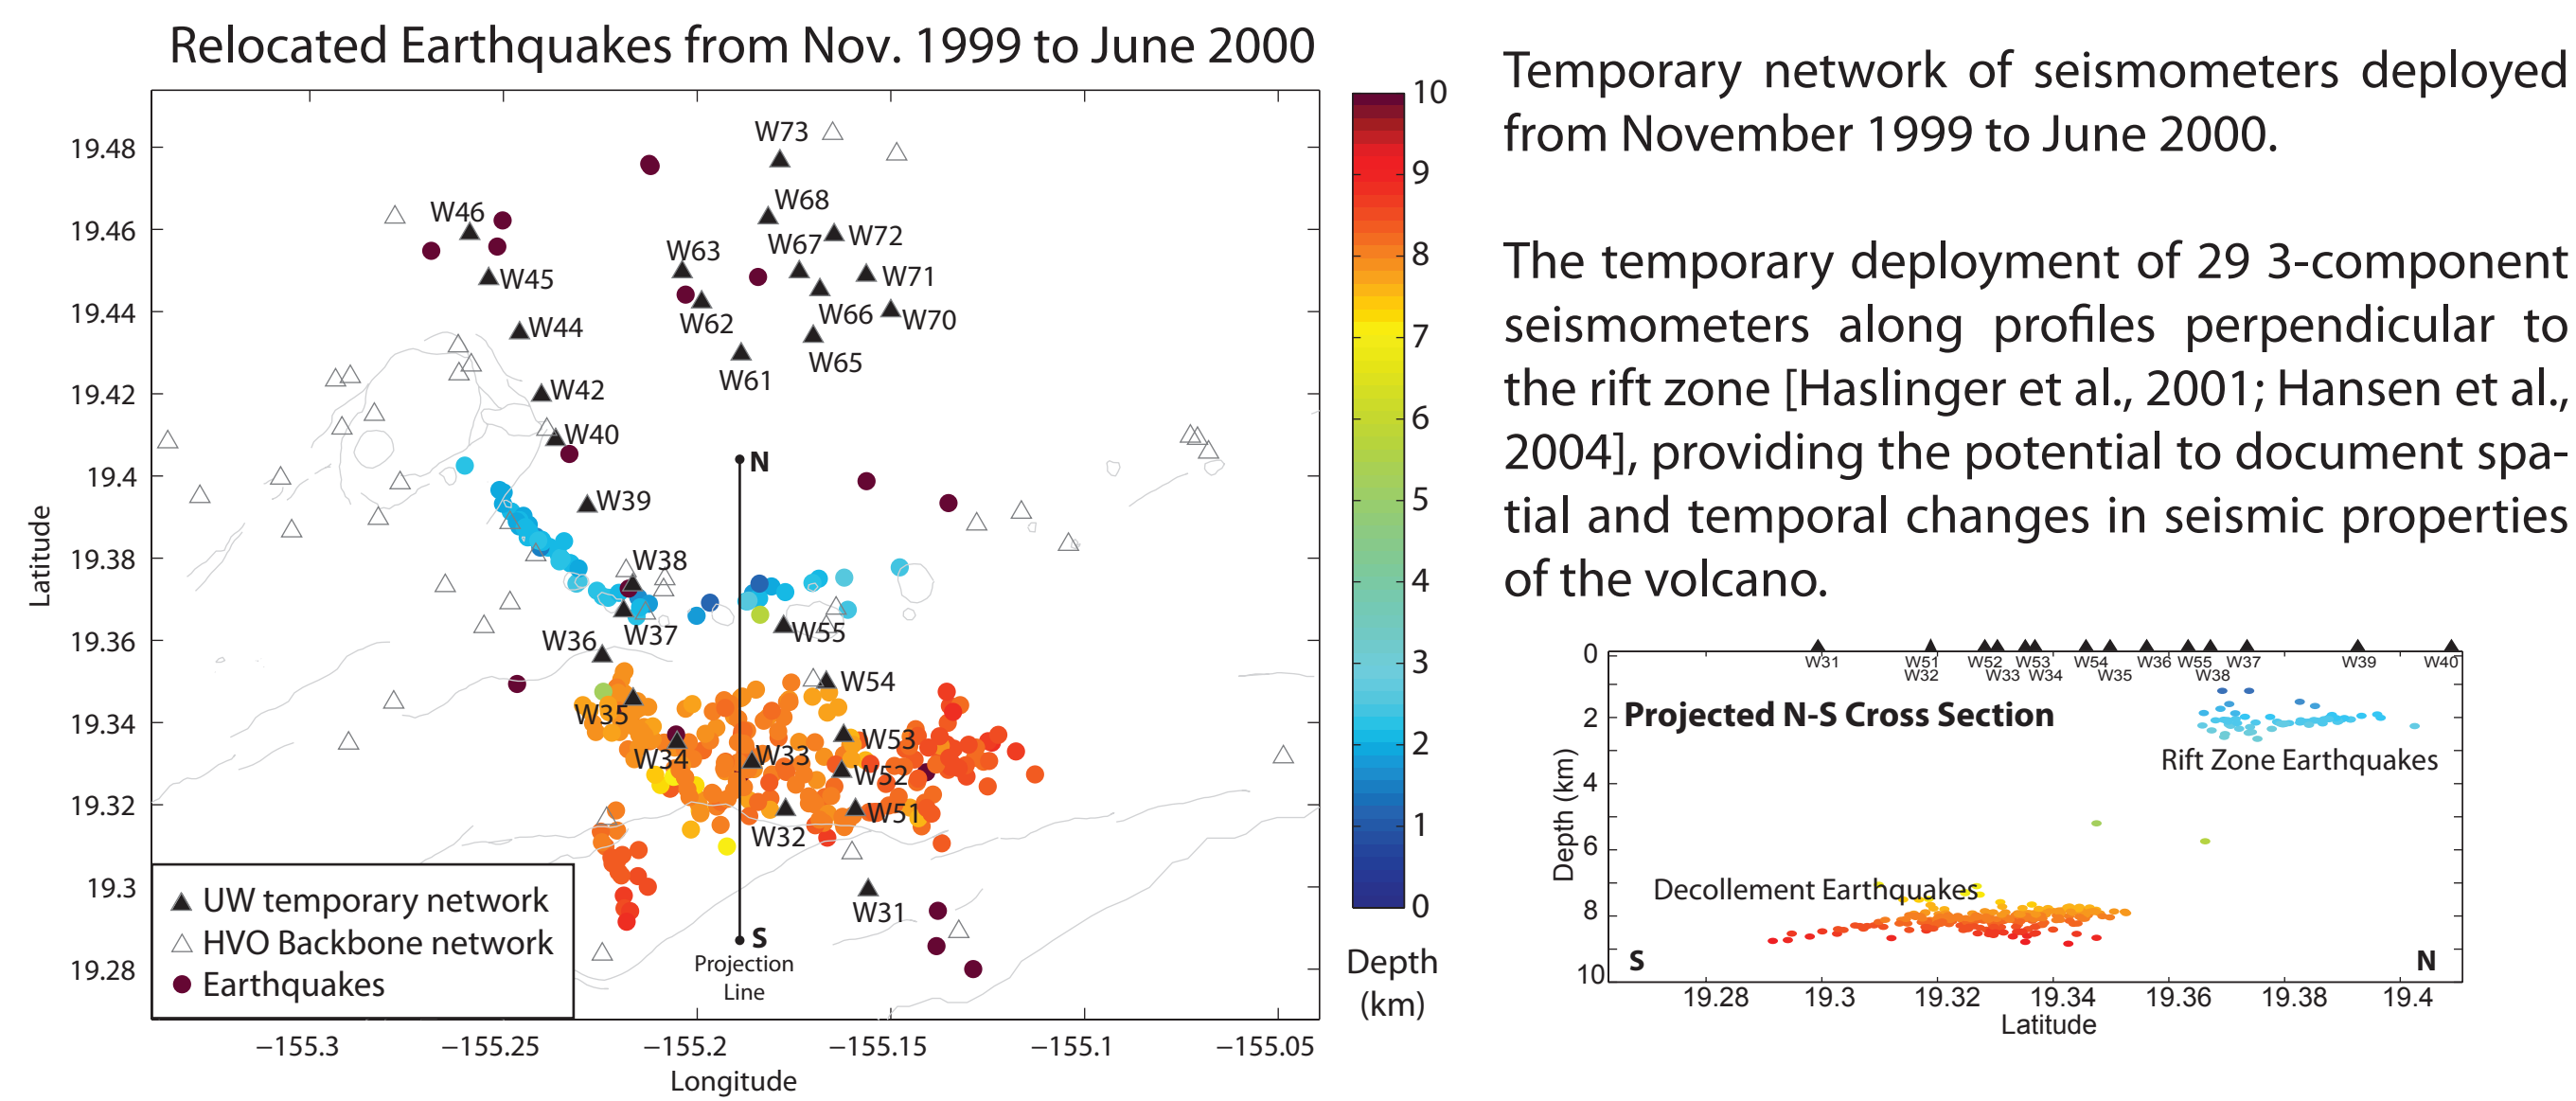 Relocated Earthquakes from Nov. 1999 to June 2000
19.48
19.46
19.44
19.42
19.4
19.38
19.36
19.34
19.32
19.3
19.28
Latitude
−155.3
−155.25
−155.2
−155.15
−155.1
−155.05
Longitude
W73
W68
W46
W72
W67
W63
W71
W45
W66
W70
W62
W44
W65
W61
W42
W40
N
W39
W38
W37
W36
W55
W54
W35
W53
W34
W33
W52
W51
W32
W31
S
Projection
Line
UW temporary network
HVO Backbone network
Earthquakes
10
9
8
7
6
5
4
3
2
1
0
Depth
(km)
Temporary network of seismometers deployed
from November 1999 to June 2000.
The temporary deployment of 29 3-component
seismometers along profiles perpendicular to
the rift zone [Haslinger et al., 2001; Hansen et al.,
2004], providing the potential to document spa-
tial and temporal changes in seismic properties
of the volcano.
0
2
4
6
8
10
Depth (km)
W31 W51 W52 W53 W54 W36 W55 W37 W39 W40
W32 W33 W34 W35 W38
Projected N-S Cross Section
Rift Zone Earthquakes
Decollement Earthquakes
S N
19.28 19.3 19.32 19.34 19.36 19.38 19.4
Latitude